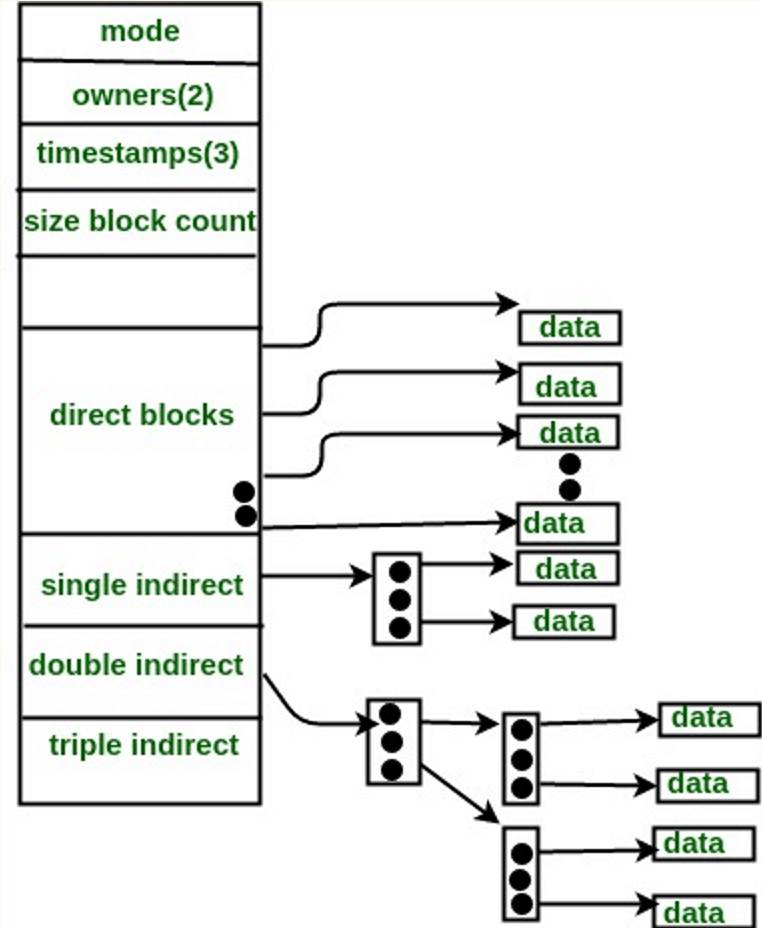 mode
owners(2)
timestamps(3)
size block count
data
direct blocks
data
data
data
single indirect
data
data
double indirect
triple indirect
data
data
data
data